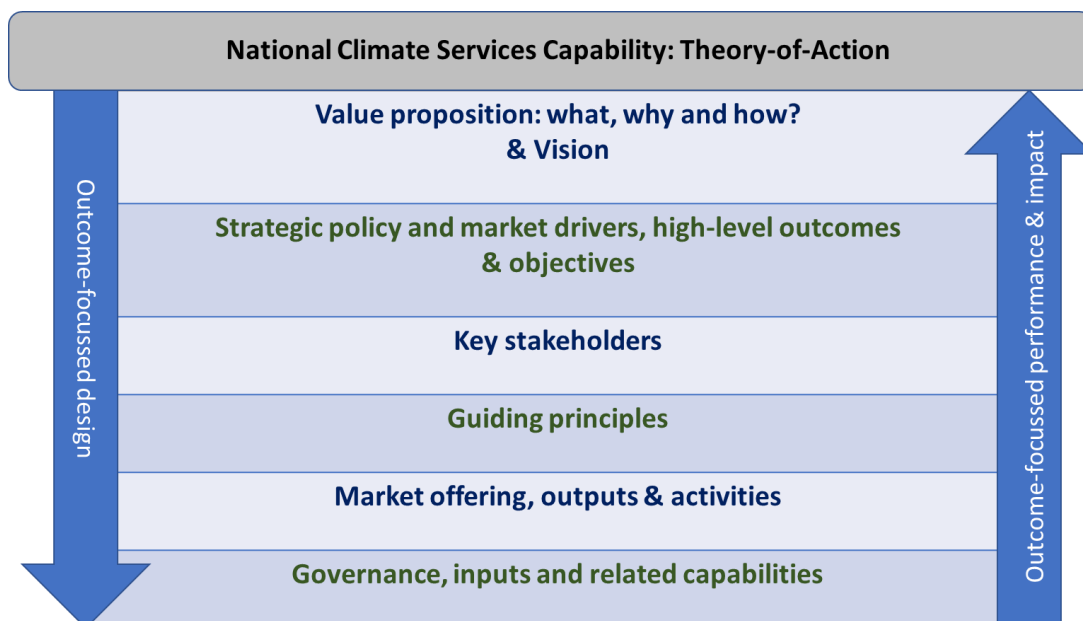 National Climate Services Capability: Theory-of-Action
Value proposition: what, why and how?
& Vision
Strategic policy and market drivers, high-level outcomes
& objectives
Key stakeholders
Guiding principles
Market offering, outputs & activities
Governance, inputs and related capabilities
Outcome-focussed design
Outcome-focussed performance & impact